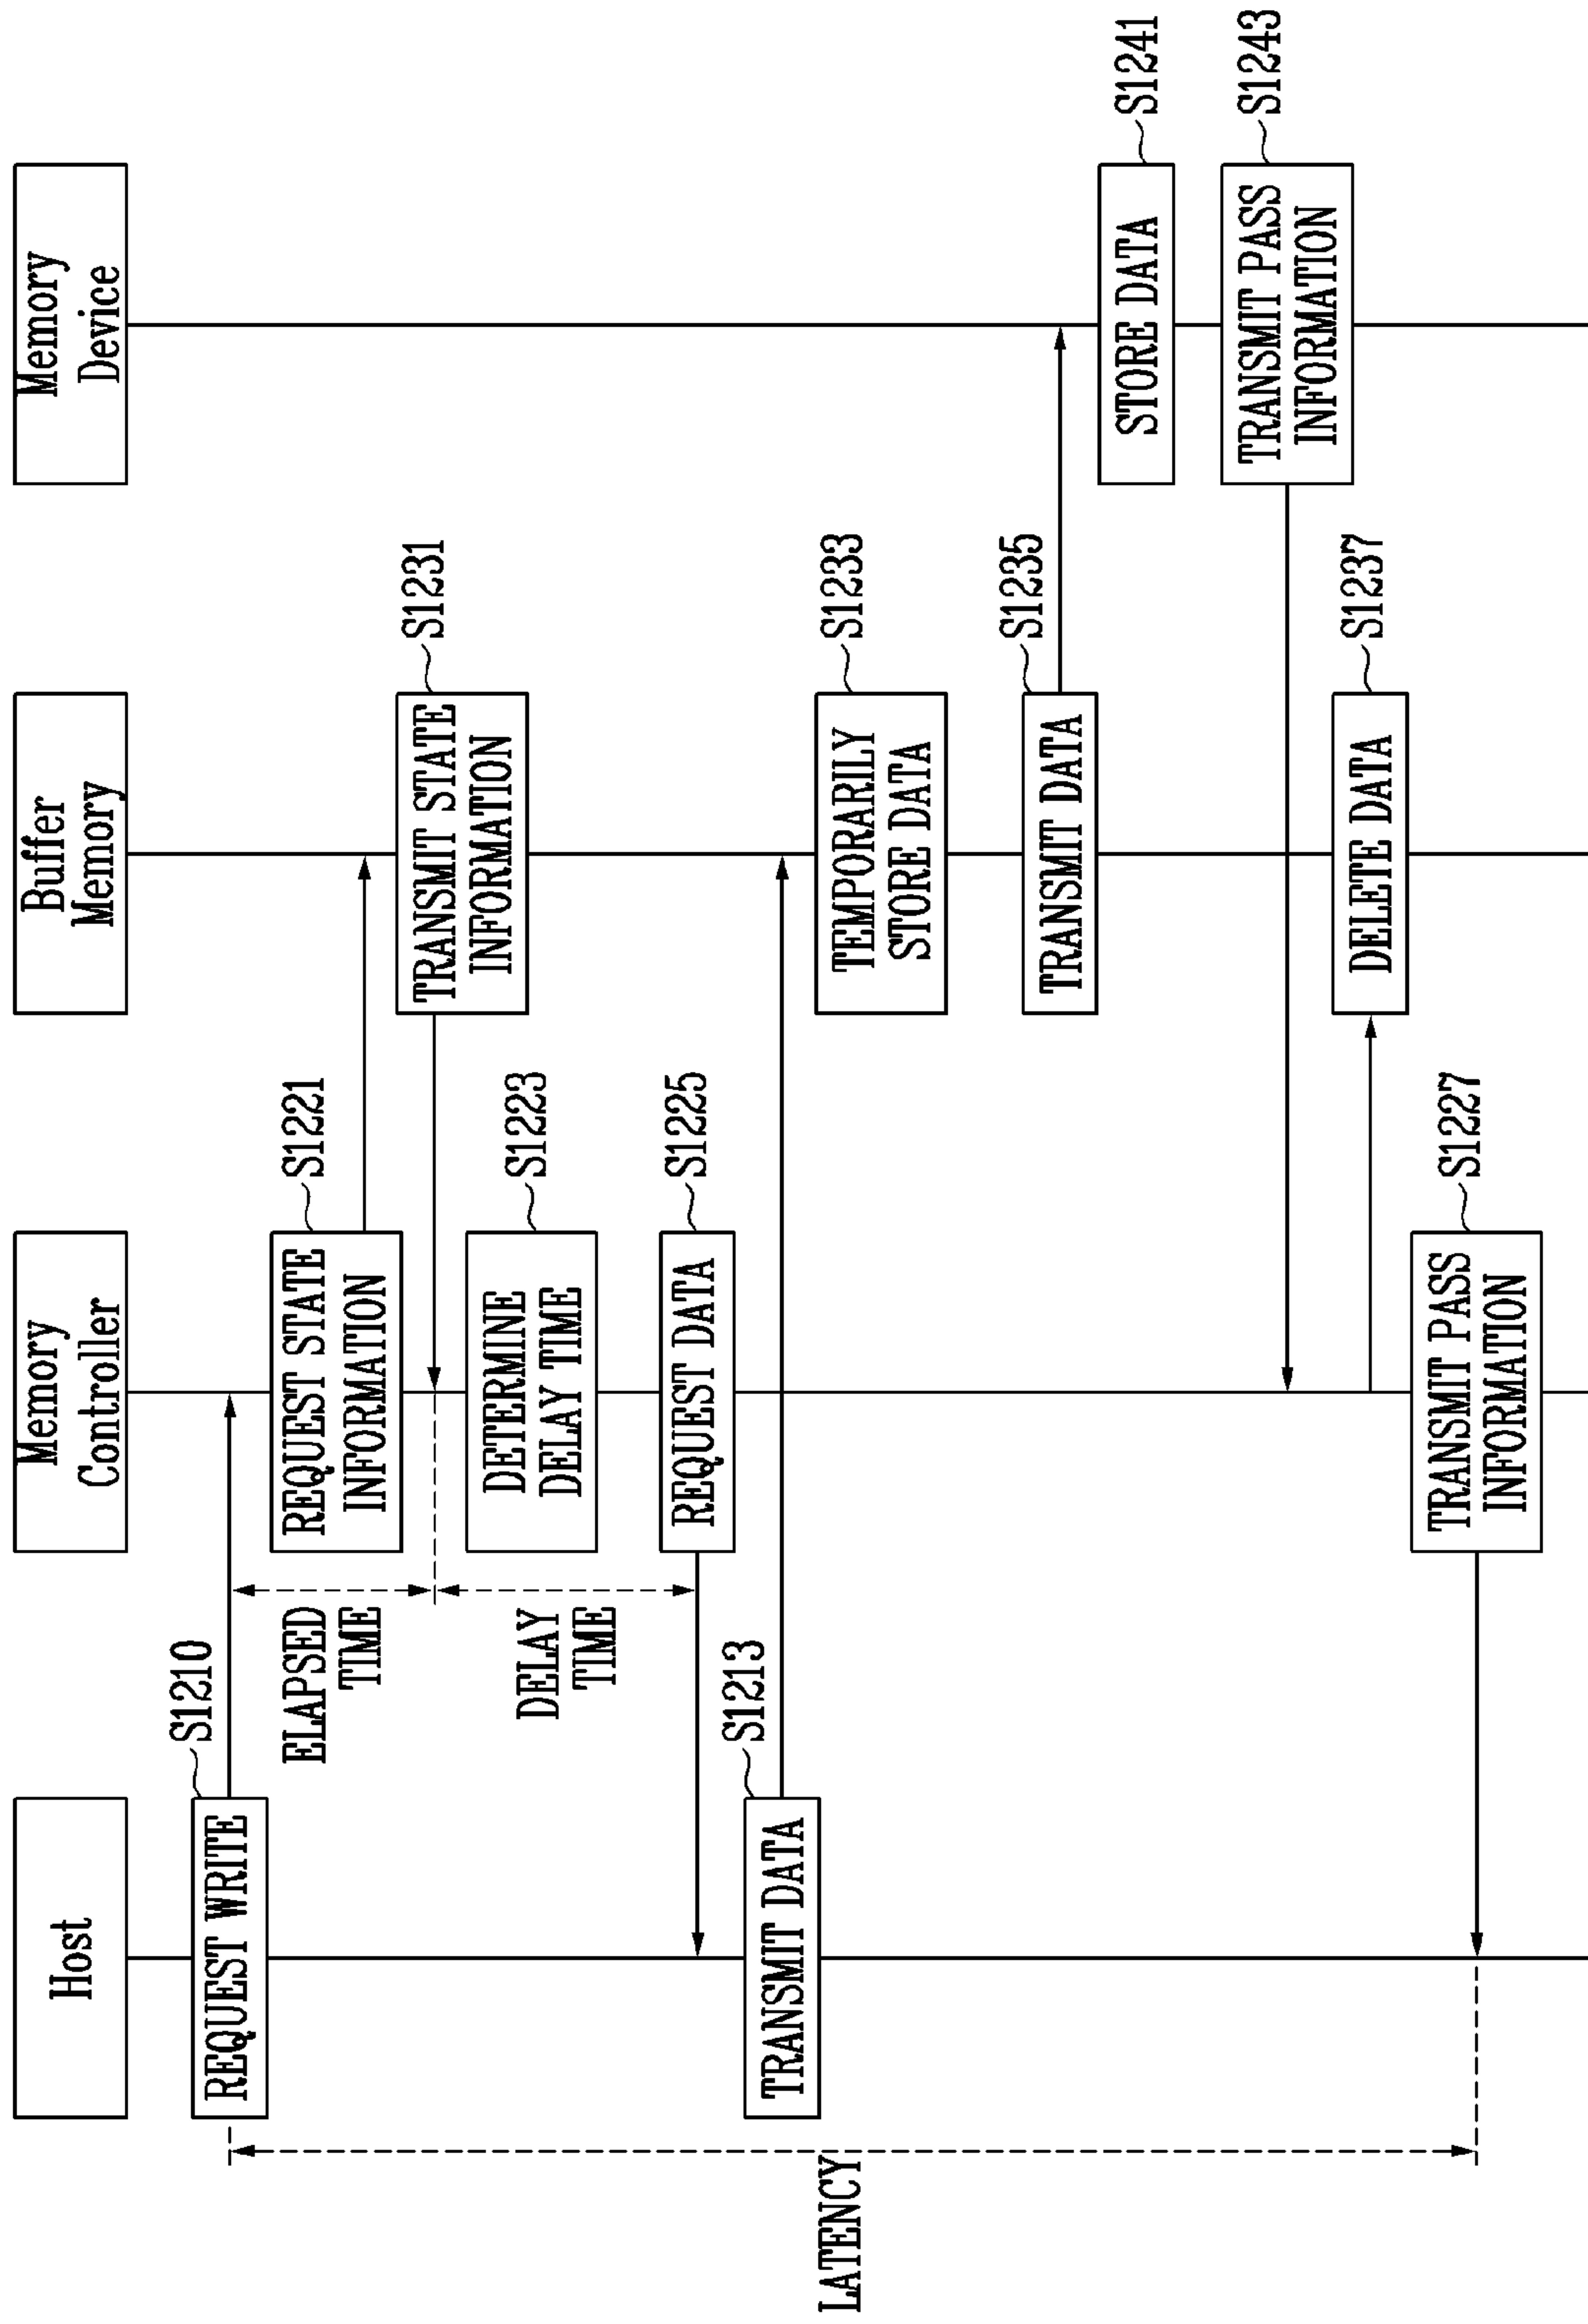 Host
Memory
Controller
Buffer
Memory
Memory
Device
REQUEST WRITE
S1210
ELAPSED
TIME
REQUEST STATE
INFORMATION
S1221
TRANSMIT STATE
INFORMATION
S1231
DETERMINE
DELAY TIME
S1223
DELAY
TIME
REQUEST DATA
S1225
TRANSMIT DATA
S1213
TEMPORARILY
STORE DATA
S1233
LATENCY
TRANSMIT DATA
S1235
STORE DATA
S1241
TRANSMIT PASS
INFORMATION
S1243
DELETE DATA
S1237
TRANSMIT PASS
INFORMATION
S1227